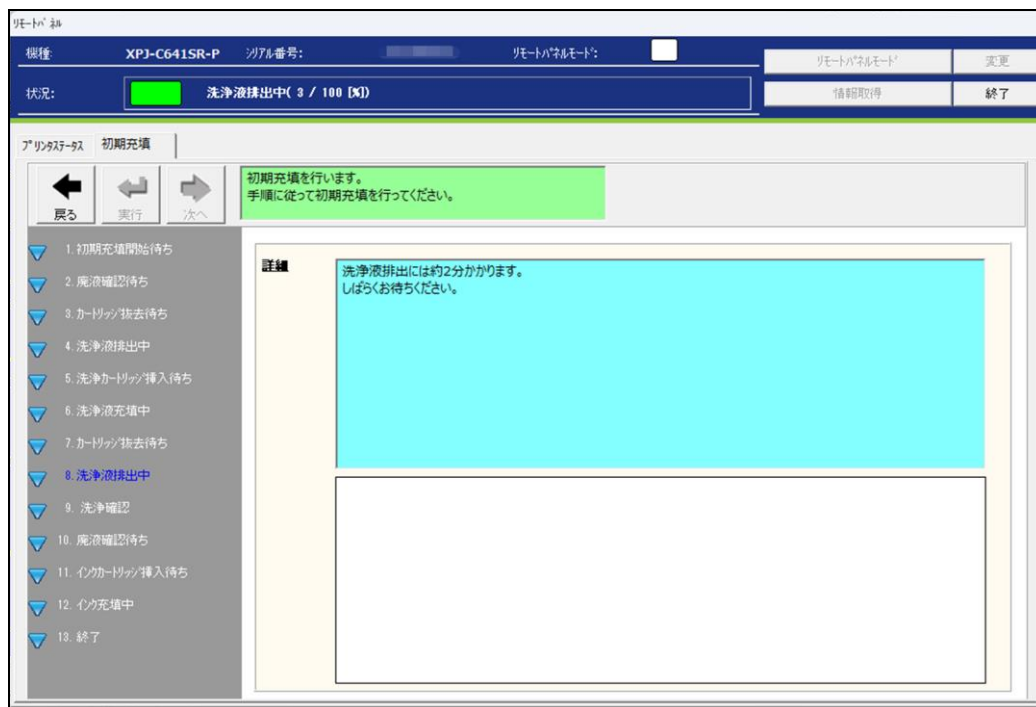 ﾘﾓｰﾄﾊﾟﾈﾙ
機種: XPJ-C641SR-P ｼﾘｱﾙ番号: ﾘﾓｰﾄﾊﾟﾈﾙﾓｰﾄﾞ:
ﾘﾓｰﾄﾊﾟﾈﾙﾓｰﾄﾞ 変更
状況: 洗浄液排出中( 3 / 100 [%])
情報取得 終了
ﾌﾟﾘﾝﾀｽﾃｰﾀｽ 初期充填
戻る 実行 次へ
初期充填を行います。
手順に従って初期充填を行ってください。
1. 初期充填開始待ち
2. 廃液確認待ち
3. ｶｰﾄﾘｯｼﾞ抜去待ち
4. 洗浄液排出中
5. 洗浄ｶｰﾄﾘｯｼﾞ挿入待ち
6. 洗浄液充填中
7. ｶｰﾄﾘｯｼﾞ抜去待ち
8. 洗浄液排出中
9. 洗浄確認
10. 廃液確認待ち
11. ｲﾝｸｶｰﾄﾘｯｼﾞ挿入待ち
12. ｲﾝｸ充填中
13. 終了
詳細
洗浄液排出には約2分かかります。
しばらくお待ちください。